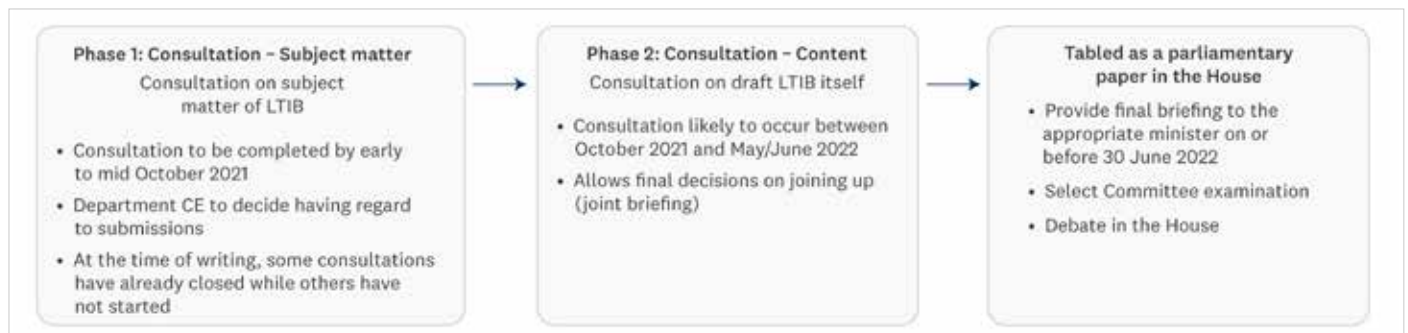 Phase 1: Consultation – Subject matter
Consultation on subject
matter of LTIB
• Consultation to be completed by early
to mid October 2021
• Department CE to decide having regard
to submissions
• At the time of writing, some consultations
have already closed while others have
not started
Phase 2: Consultation – Content
Consultation on draft LTIB itself
• Consultation likely to occur between
October 2021 and May/June 2022
• Allows final decisions on joining up
(joint briefing)
Tabled as a parliamentary
paper in the House
• Provide final briefing to the
appropriate minister on or
before 30 June 2022
• Select Committee examination
• Debate in the House